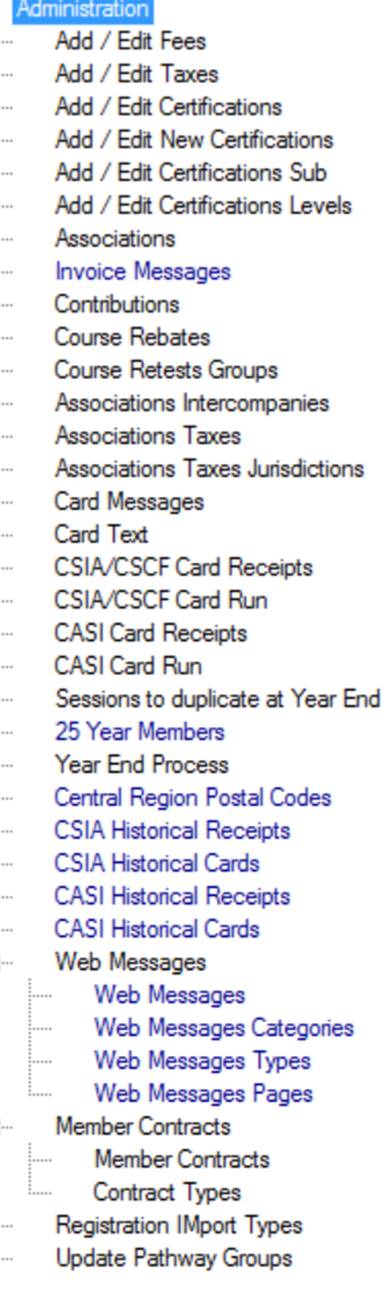 Administration
Add / Edit Fees
Add / Edit Taxes
Add / Edit Certifications
Add / Edit New Certifications
Add / Edit Certifications Sub
Add / Edit Certifications Levels
Associations
Invoice Messages
Contributions
Course Rebates
Course Retests Groups
Associations Intercompanies
Associations Taxes
Associations Taxes Jurisdictions
Card Messages
Card Text
CSIA/CSCF Card Receipts
CSIA/CSCF Card Run
CASI Card Receipts
CASI Card Run
Sessions to duplicate at Year End
25 Year Members
Year End Process
Central Region Postal Codes
CSIA Historical Receipts
CSIA Historical Cards
CASI Historical Receipts
CASI Historical Cards
Web Messages
Web Messages
Web Messages Categories
Web Messages Types
Web Messages Pages
Member Contracts
Member Contracts
Contract Types
Registration IMport Types
Update Pathway Groups